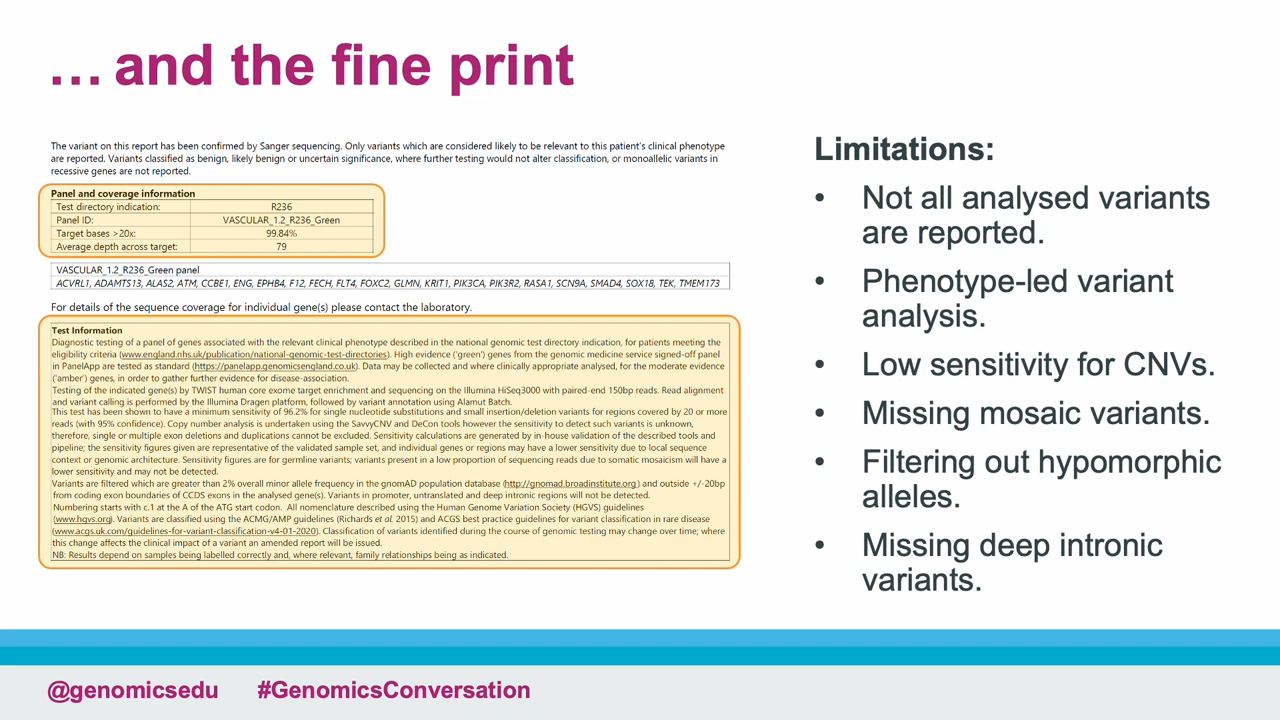 … and the fine print
The variant on this report has been confirmed by Sanger sequencing. Only variants which are considered likely to be relevant to this patient's clinical phenotype
are reported. Variants classified as benign, likely benign or uncertain significance, where further testing would not alter classification, or monoallelic variants in
recessive genes are not reported.
Panel and coverage information
Test directory indication: R236
Panel ID: VASCULAR_1.2_R236_Green
Target bases >20x: 99.84%
Average depth across target: 79
VASCULAR_1.2_R236_Green panel
ACVRL1, ADAMTS13, ALAS2, ATM, CCBE1, ENG, EPHB4, F12, FECH, FLT4, FOXC2, GLMN, KRIT1, PIK3CA, PIK3R2, RASA1, SCN9A, SMAD4, SOX18, TEK, TMEM173
For details of the sequence coverage for individual gene(s) please contact the laboratory.
Test Information
Diagnostic testing of a panel of genes associated with the relevant clinical phenotype described in the national genomic test directory indication, for patients meeting the
eligibility criteria (www.england.nhs.uk/publication/national-genomic-test-directories). High evidence ('green') genes from the genomic medicine service signed-off panel
in PanelApp are tested as standard (https://panelapp.genomicsengland.co.uk). Data may be collected and where clinically appropriate analysed, for the moderate evidence
('amber') genes, in order to gather further evidence for disease-association.
Testing of the indicated gene(s) by TWIST human core exome target enrichment and sequencing on the Illumina HiSeq3000 with paired-end 150bp reads. Read alignment
and variant calling is performed by the Illumina Dragen platform, followed by variant annotation using Alamut Batch.
This test has been shown to have a minimum sensitivity of 96.2% for single nucleotide substitutions and small insertion/deletion variants for regions covered by 20 or more
reads (with 95% confidence). Copy number analysis is undertaken using the SavvyCNV and DeCon tools however the sensitivity to detect such variants is unknown,
therefore, single or multiple exon deletions and duplications cannot be excluded. Sensitivity calculations are generated by in-house validation of the described tools and
pipeline; the sensitivity figures given are representative of the validated sample set, and individual genes or regions may have a lower sensitivity due to local sequence
context or genomic architecture. Sensitivity figures are for germline variants; variants present in a low proportion of sequencing reads due to somatic mosaicism will have a
lower sensitivity and may not be detected.
Variants are filtered which are greater than 2% overall minor allele frequency in the gnomAD population database (http://gnomad.broadinstitute.org) and outside +/-20bp
from coding exon boundaries of CCDS exons in the analysed gene(s). Variants in promoter, untranslated and deep intronic regions will not be detected.
Numbering starts with c.1 at the A of the ATG start codon. All nomenclature described using the Human Genome Variation Society (HGVS) guidelines
(www.hgvs.org). Variants are classified using the ACMG/AMP guidelines (Richards et al. 2015) and ACGS best practice guidelines for variant classification in rare disease
(www.acgs.uk.com/guidelines-for-variant-classification-v4-01-2020). Classification of variants identified during the course of genomic testing may change over time; where
this change affects the clinical impact of a variant an amended report will be issued.
NB: Results depend on samples being labelled correctly and, where relevant, family relationships being as indicated.
Limitations:
• Not all analysed variants
are reported.
• Phenotype-led variant
analysis.
• Low sensitivity for CNVs.
• Missing mosaic variants.
• Filtering out hypomorphic
alleles.
• Missing deep intronic
variants.
@genomicsedu #GenomicsConversation